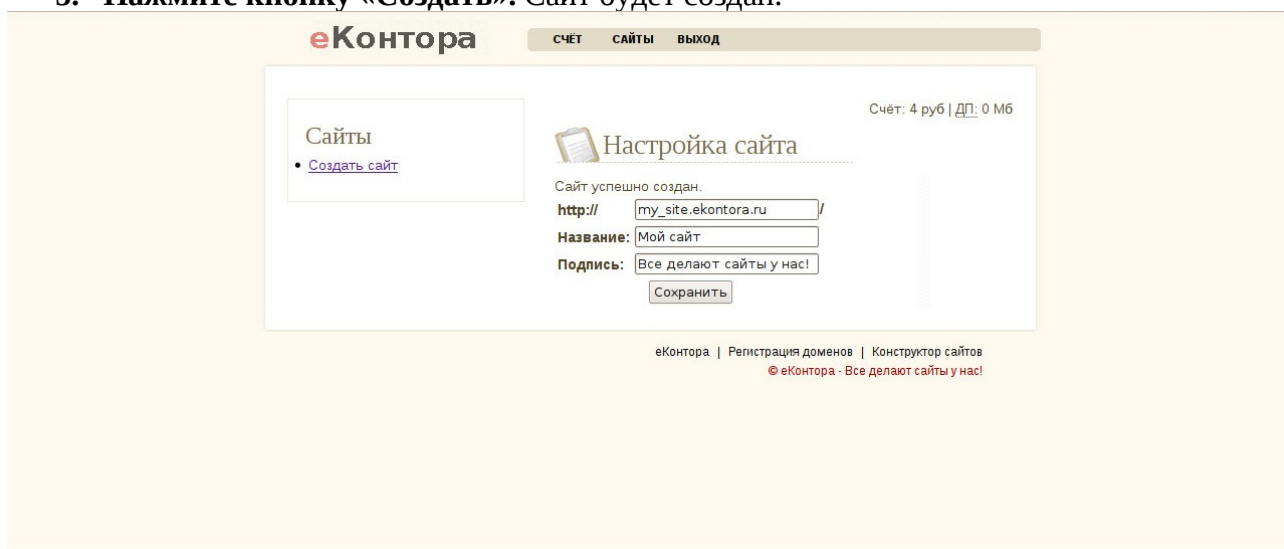 3. Нажмите кнопку «Создать». Сайт будет создан.
еКонтора
СЧЁТ САЙТЫ ВЫХОД
Счёт: 4 руб | ДП: 0 Мб
Сайты
• Создать сайт
Настройка сайта
Сайт успешно создан.
http:// my_site.ekontora.ru /
Название: Мой сайт
Подпись: Все делают сайты у нас!
Сохранить
еКонтора | Регистрация доменов | Конструктор сайтов
© еКонтора - Все делают сайты у нас!